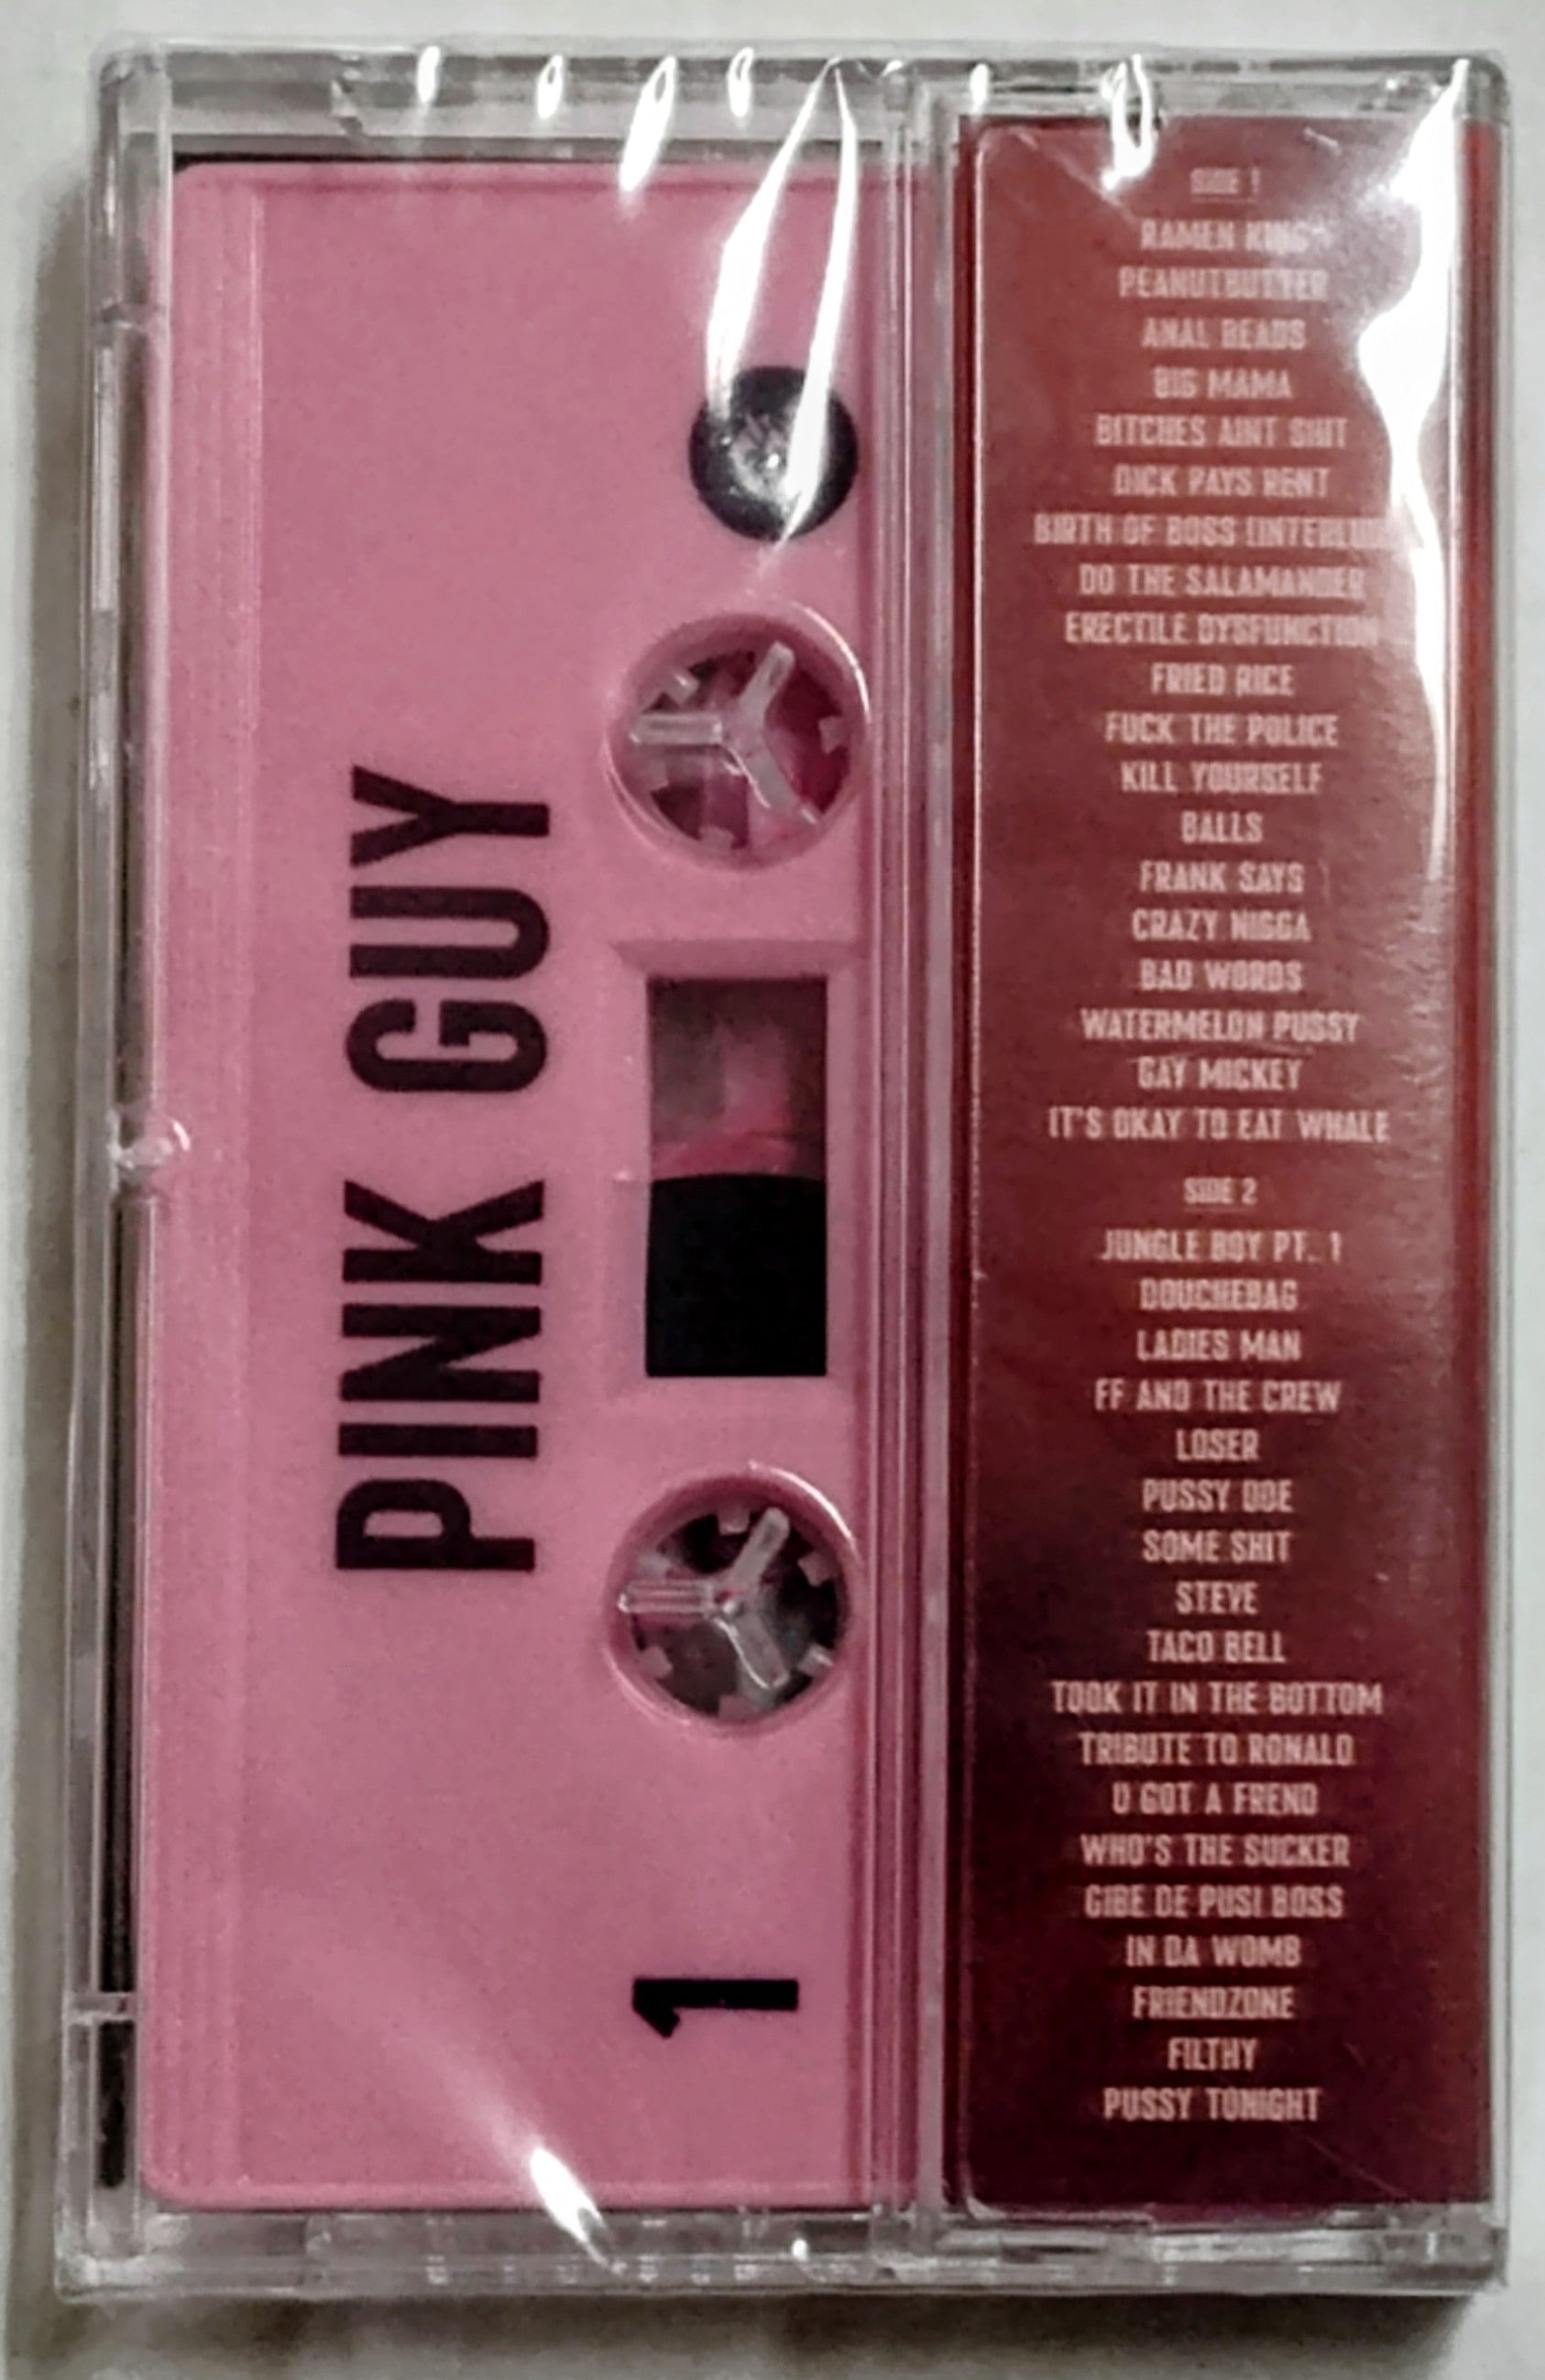 PINK GUY
1
SIDE 1
RAMEN KING
PEANUTBUTTER
ANAL BEADS
BIG MAMA
BITCHES AINT SHIT
DICK PAYS RENT
BIRTH OF BOSS
DO THE SALAMANDER
ERECTILE DYSFUNCTION
FRIED RICE
FUCK THE POLICE
KILL YOURSELF
BALLS
FRANK SAYS
CRAZY NIGGA
BAD WORDS
WATERMELON PUSSY
GAY MICKEY
IT'S OKAY TO EAT WHALE
SIDE 2
JUNGLE BOY PT. 1
DOUCHEBAG
LADIES MAN
FF AND THE CREW
LOSER
PUSSY DOE
SOME SHIT
STEVE
TACO BELL
TOOK IT IN THE BOTTOM
TRIBUTE TO RONALD
U GOT A FREND
WHO'S THE SUCKER
GIBE DE PUSI BOSS
IN DA WOMB
FRIENDZONE
FILTHY
PUSSY TONIGHT